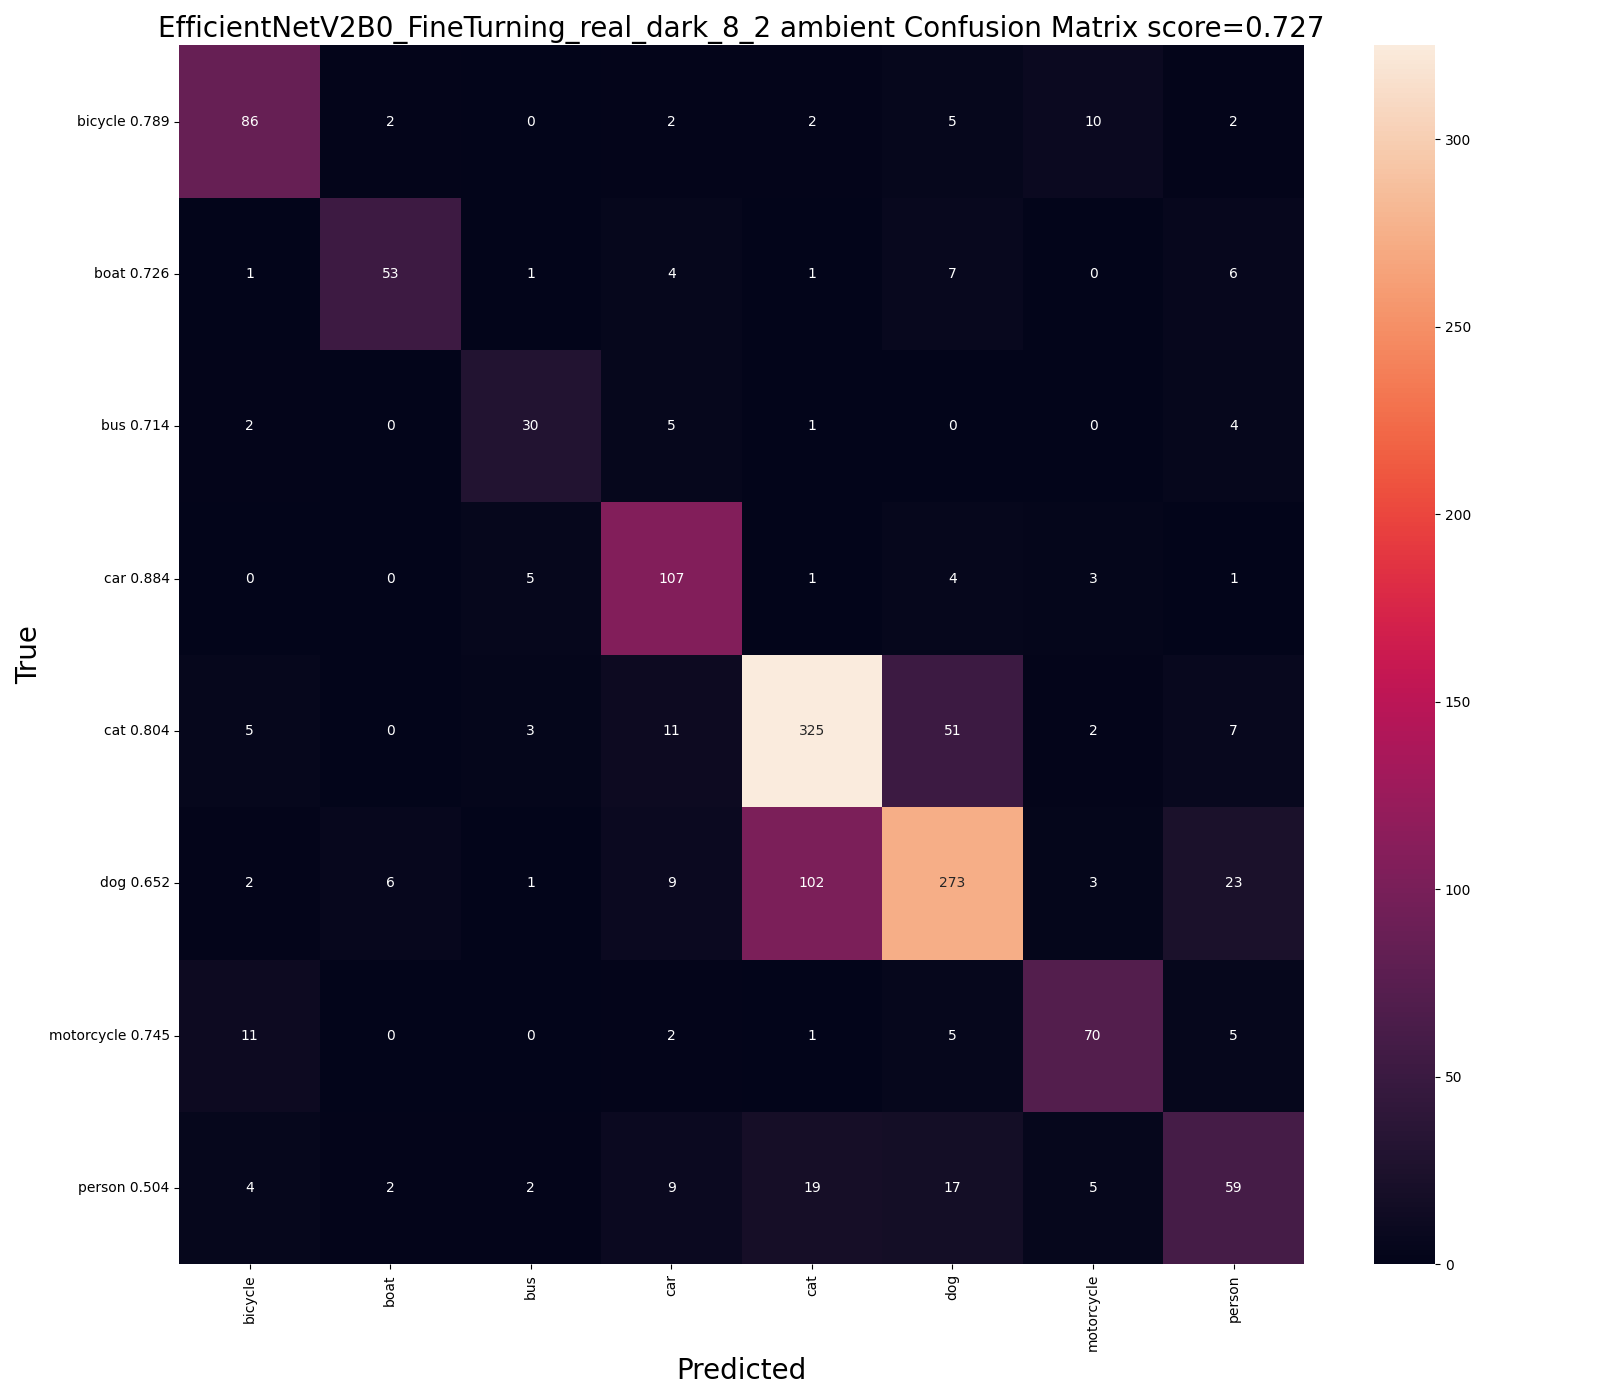 EfficientNetV2B0_FineTurning_real_dark_8_2 ambient Confusion Matrix score=0.727
True
bicycle 0.789 86 2 0 2 2 5 10 2
boat 0.726 1 53 1 4 1 7 0 6
bus 0.714 2 0 30 5 1 0 0 4
car 0.884 0 0 5 107 1 4 3 1
cat 0.804 5 0 3 11 325 51 2 7
dog 0.652 2 6 1 9 102 273 3 23
motorcycle 0.745 11 0 0 2 1 5 70 5
person 0.504 4 2 2 9 19 17 5 59
bicycle boat bus car cat dog motorcycle person
Predicted
300
250
200
150
100
50
0